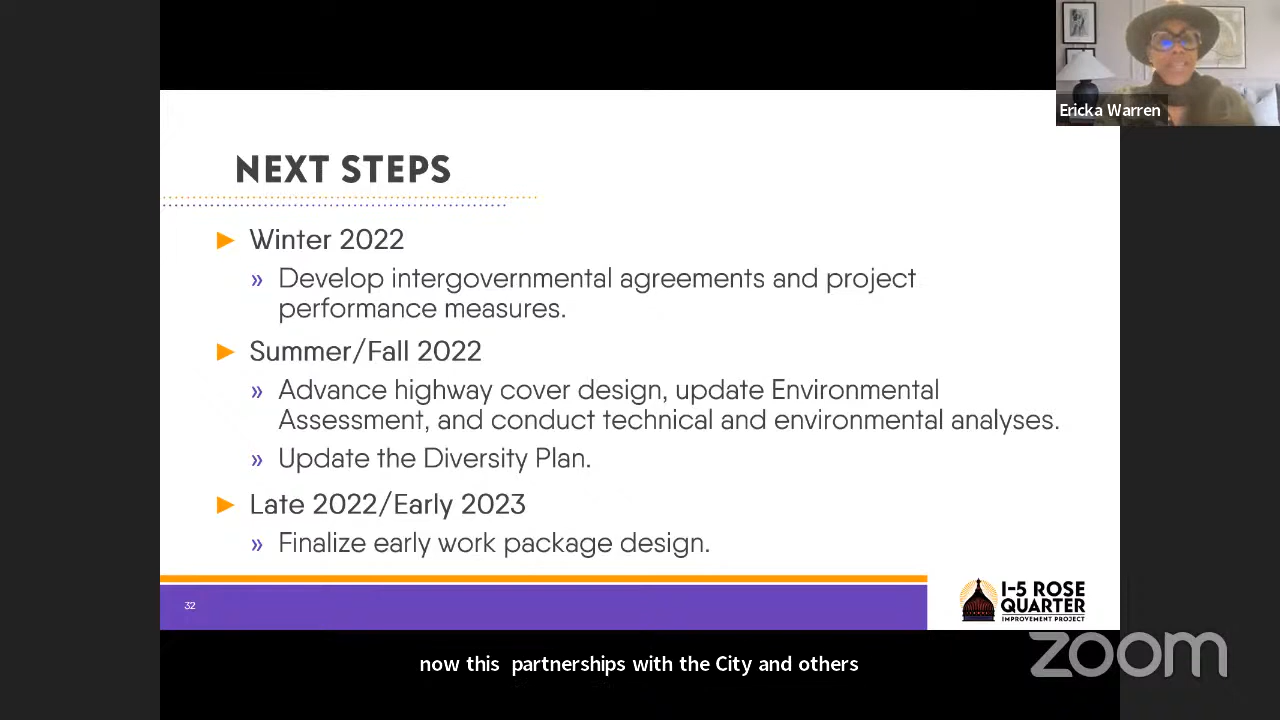 Ericka Warren
NEXT STEPS
Winter 2022
» Develop intergovernmental agreements and project
performance measures.
Summer/Fall 2022
» Advance highway cover design, update Environmental
Assessment, and conduct technical and environmental analyses.
» Update the Diversity Plan.
Late 2022/Early 2023
» Finalize early work package design.
32
I-5 ROSE
QUARTER
IMPROVEMENT PROJECT
now this  partnerships with the City and others
zoom